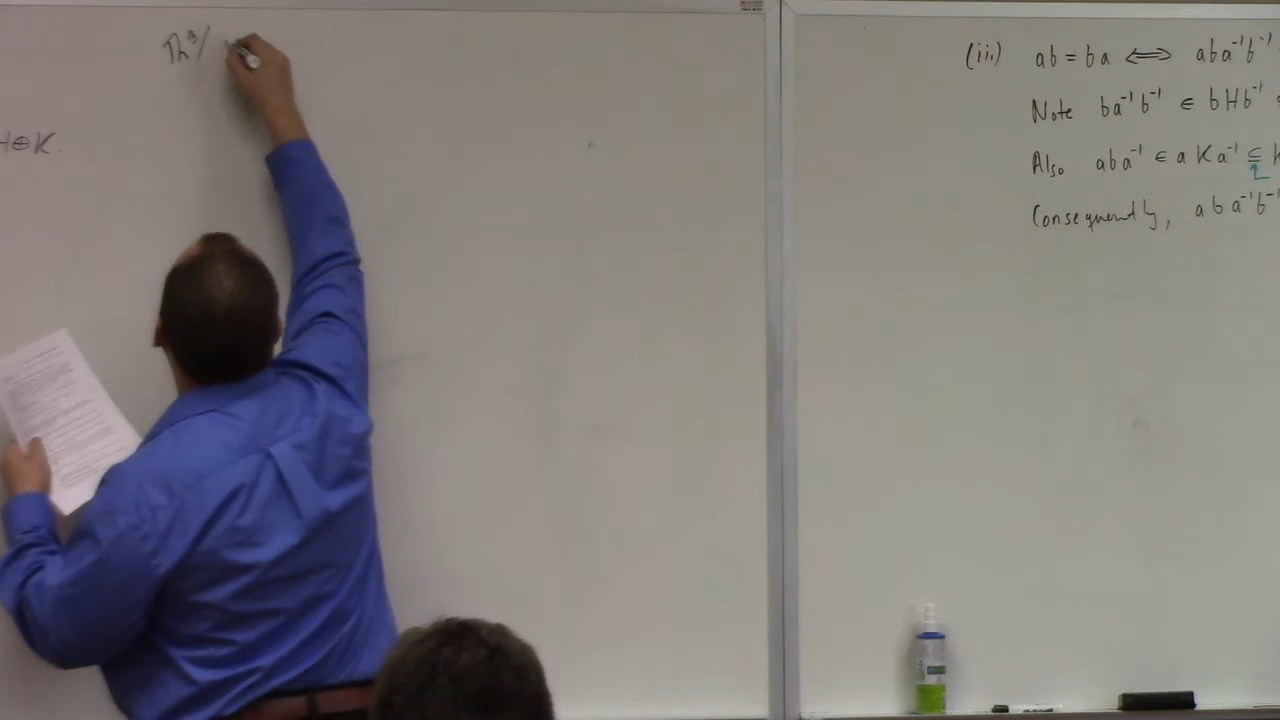 Thm/
H⊕K.
(iii) ab = ba ⟺ aba⁻¹b⁻¹
Note ba⁻¹b⁻¹ ∈ bHb⁻¹
Also aba⁻¹ ∈ aKa⁻¹ ⊆ K
Consequently, aba⁻¹b⁻¹